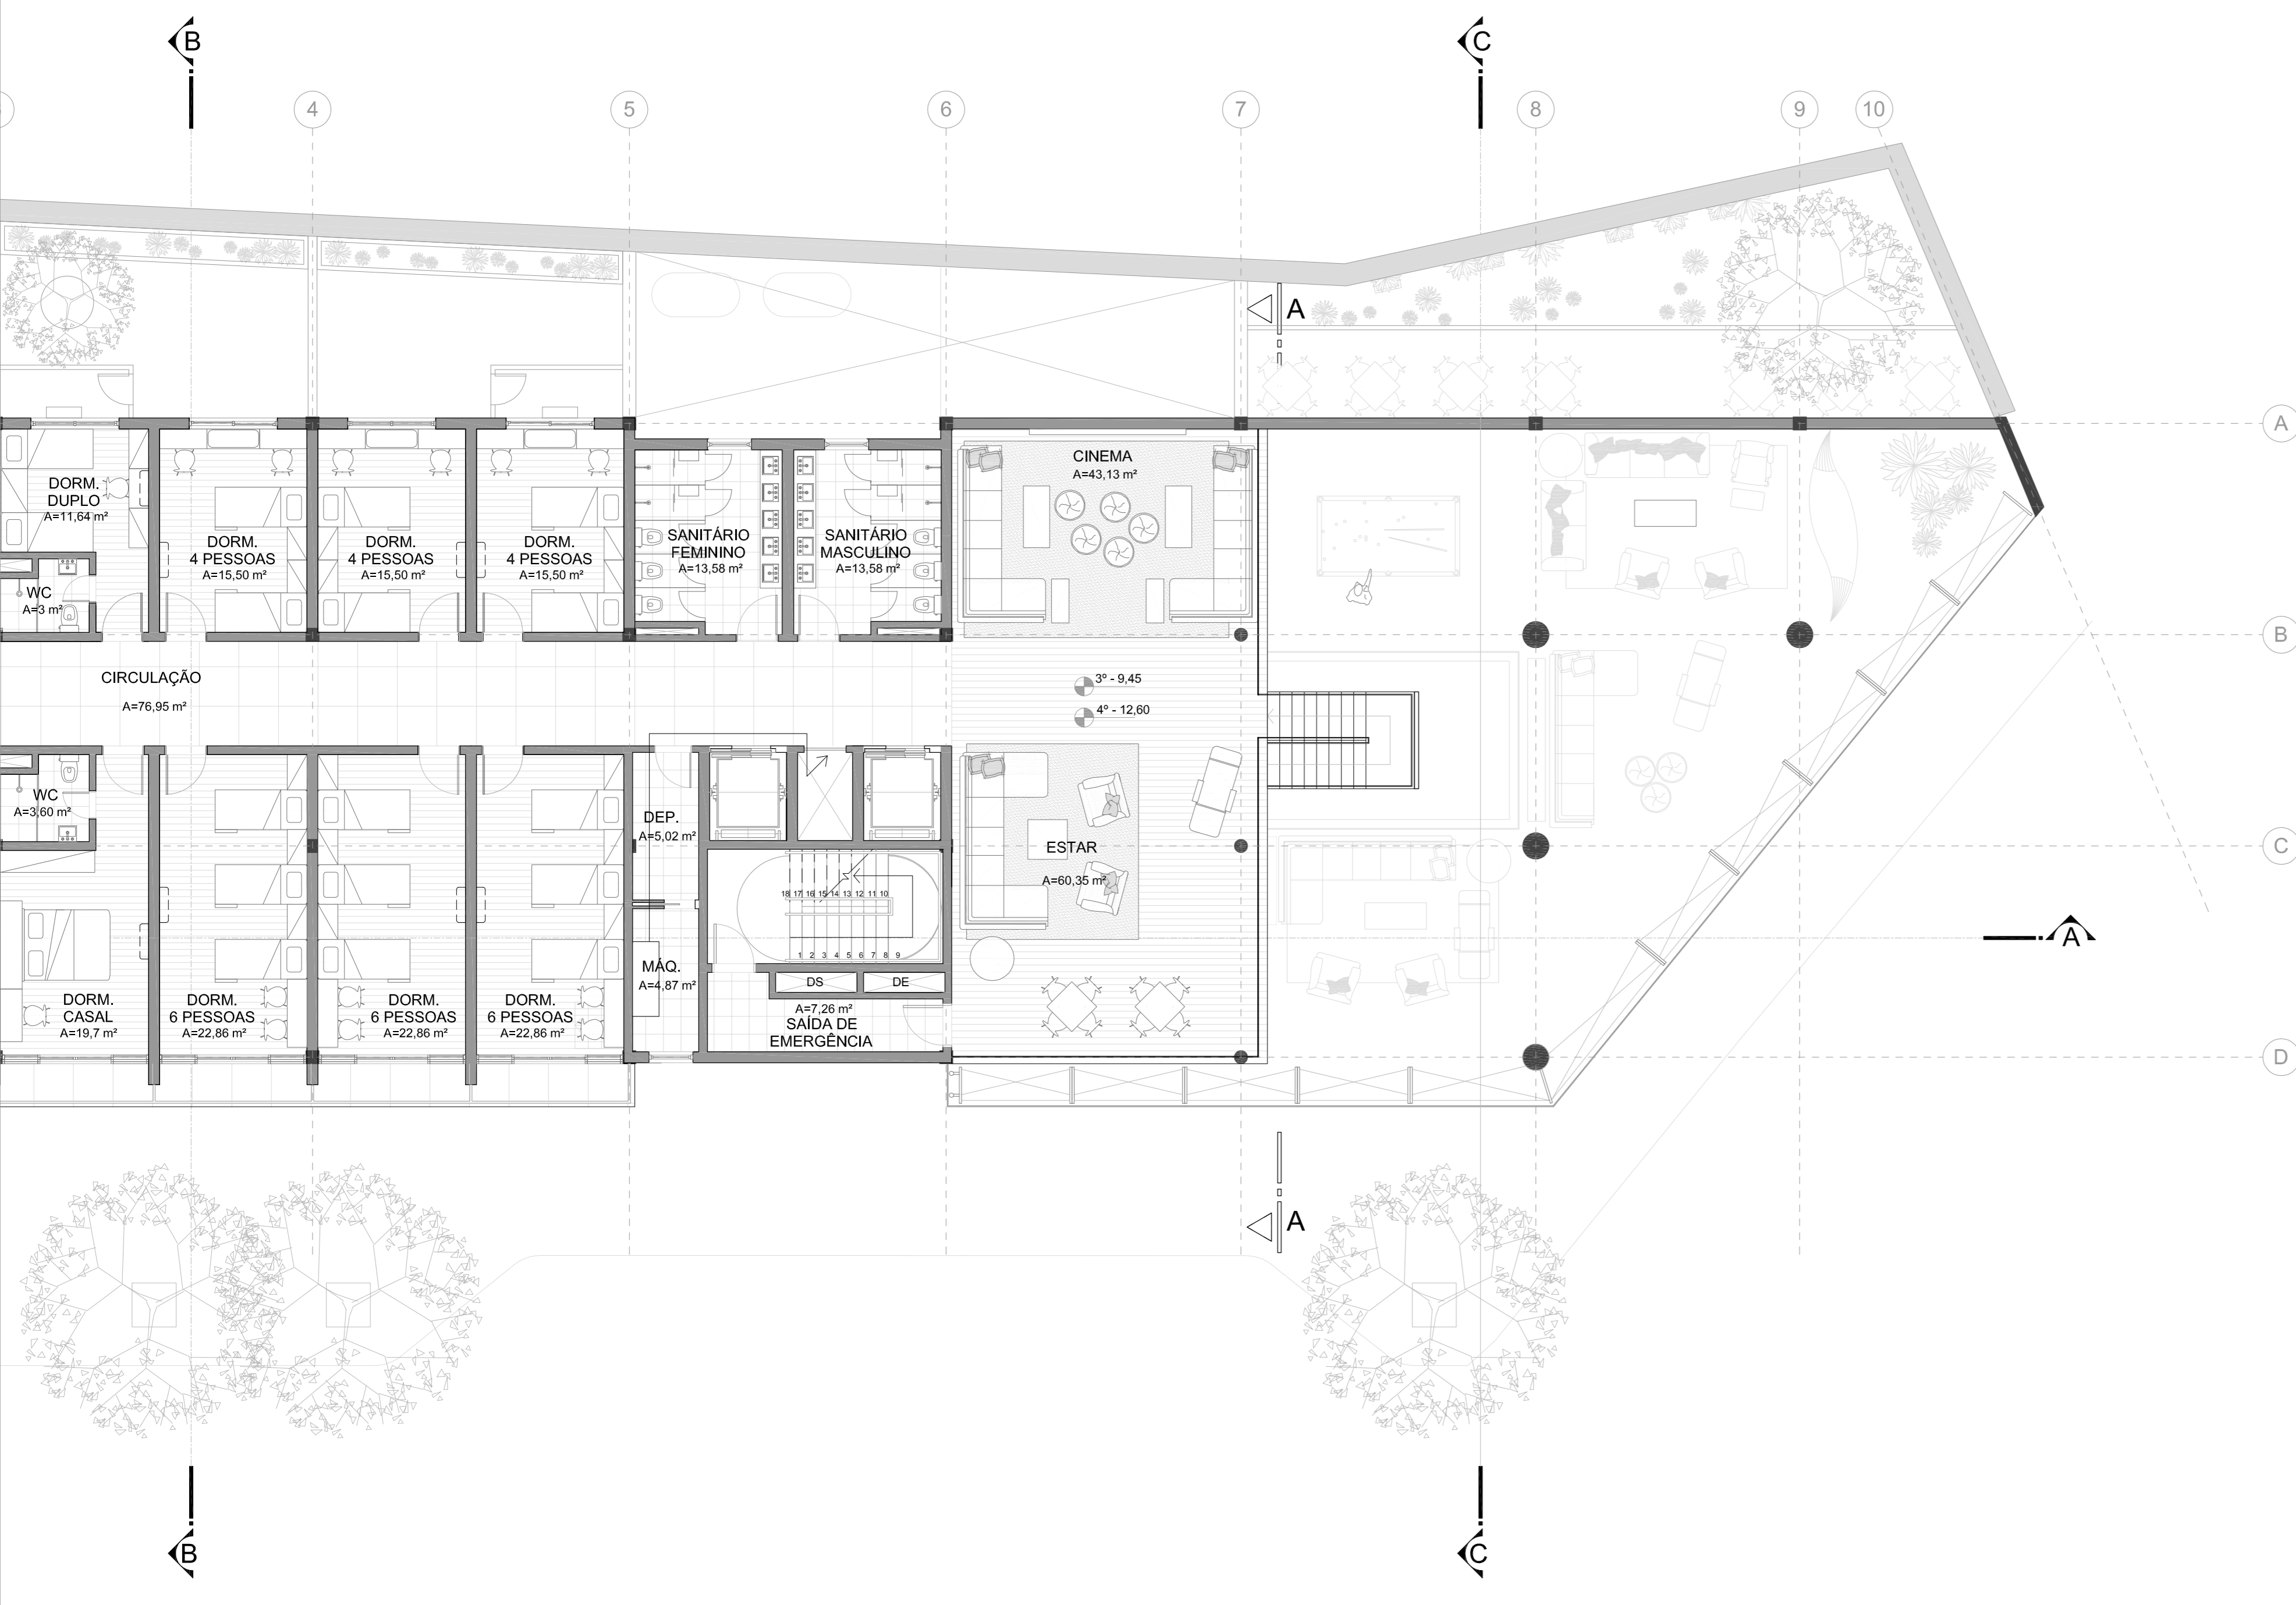 B
C
4
5
6
7
8
9
10
A
A
CINEMA
A=43,13 m²
DORM.
DUPLO
A=11,64 m²
DORM.
4 PESSOAS
A=15,50 m²
DORM.
4 PESSOAS
A=15,50 m²
DORM.
4 PESSOAS
A=15,50 m²
SANITÁRIO
FEMININO
A=13,58 m²
SANITÁRIO
MASCULINO
A=13,58 m²
WC
A=3 m²
B
CIRCULAÇÃO
A=76,95 m²
3º - 9,45
4º - 12,60
WC
A=3,60 m²
DEP.
A=5,02 m²
ESTAR
A=60,35 m²
C
18 17 16 15 14 13 12 11 10
1 2 3 4 5 6 7 8 9
A
MÁQ.
A=4,87 m²
DS
DE
DORM.
CASAL
A=19,7 m²
DORM.
6 PESSOAS
A=22,86 m²
DORM.
6 PESSOAS
A=22,86 m²
DORM.
6 PESSOAS
A=22,86 m²
A=7,26 m²
SAÍDA DE
EMERGÊNCIA
D
A
B
C